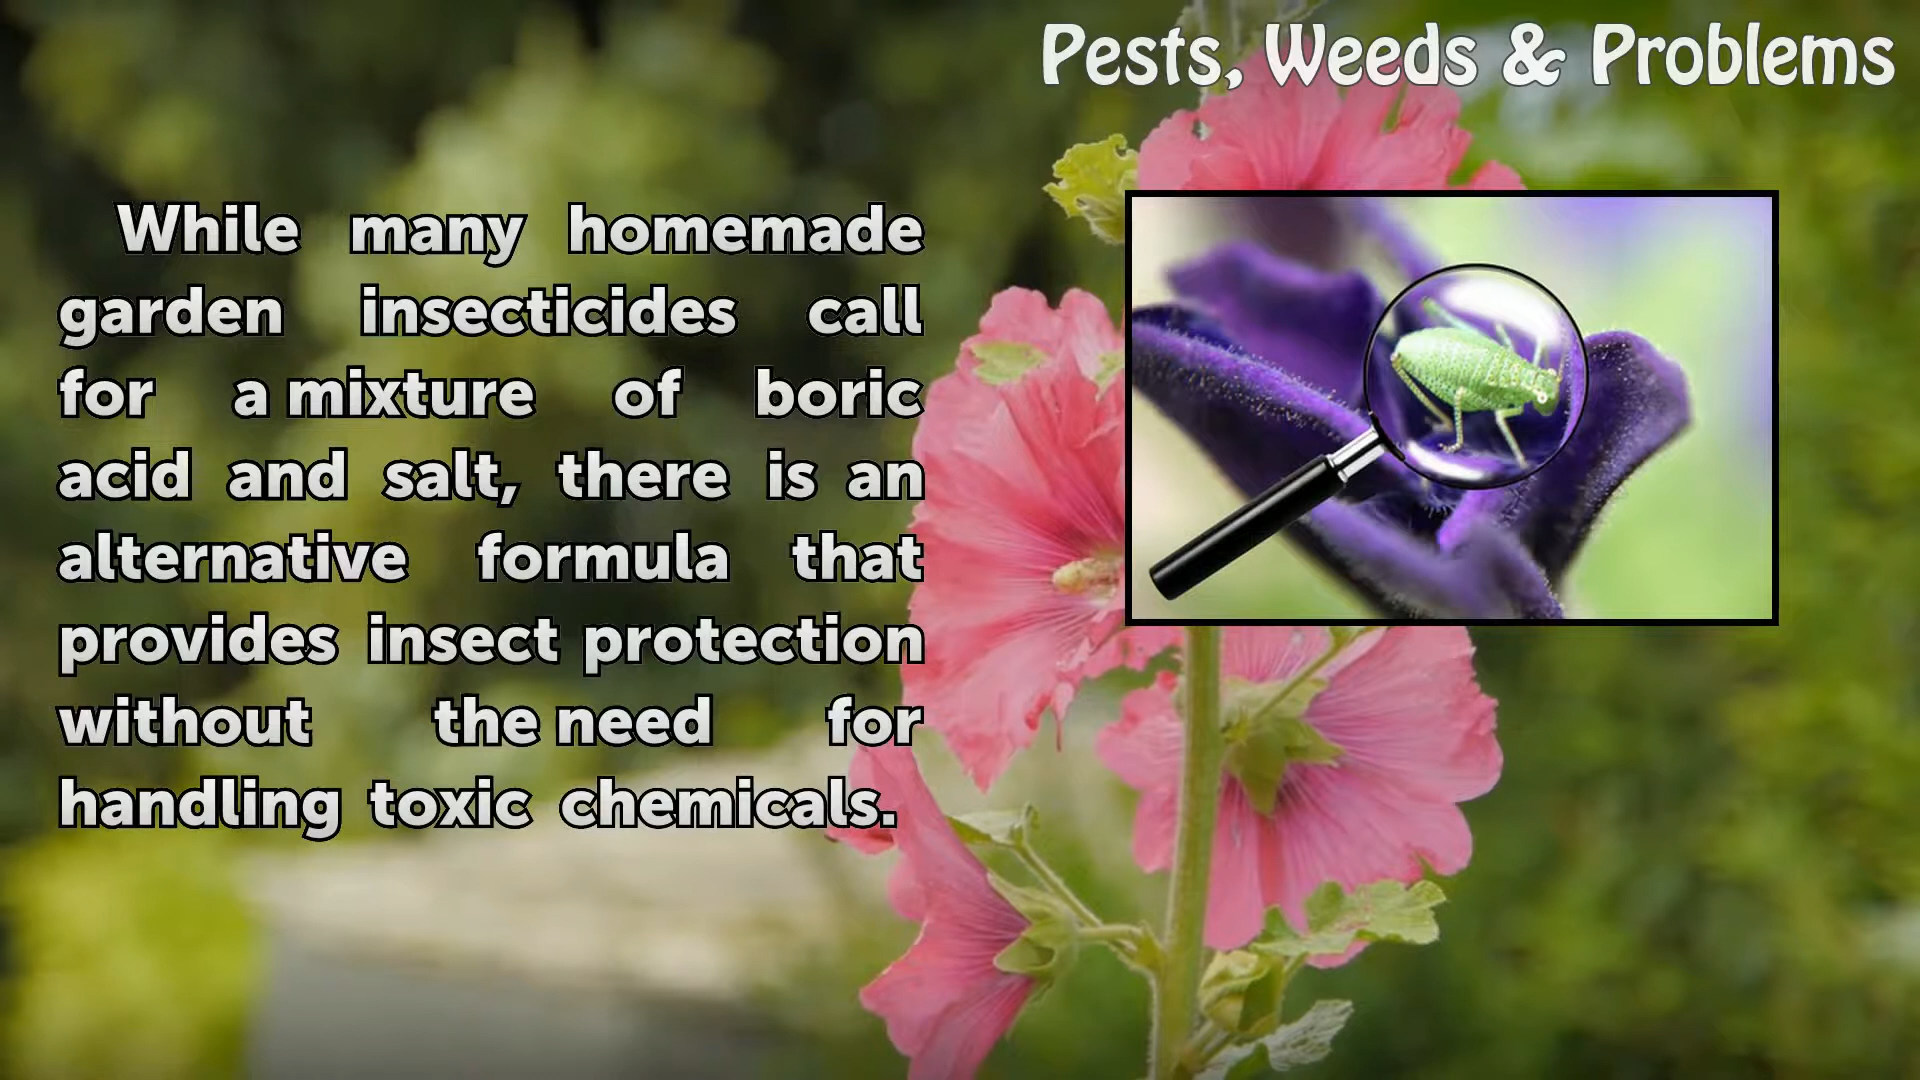 Pests, Weeds & Problems
While many homemade
garden insecticides call
for a mixture of boric
acid and salt, there is an
alternative formula that
provides insect protection
without the need for
handling toxic chemicals.